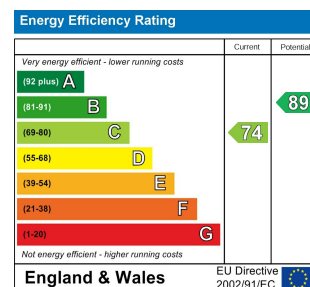 Energy Efficiency Rating
Current Potential
Very energy efficient - lower running costs
(92 plus) A
(81-91) B
89
(69-80) C
74
(55-68) D
(39-54) E
(21-38) F
(1-20) G
Not energy efficient - higher running costs
England & Wales
EU Directive
2002/91/EC